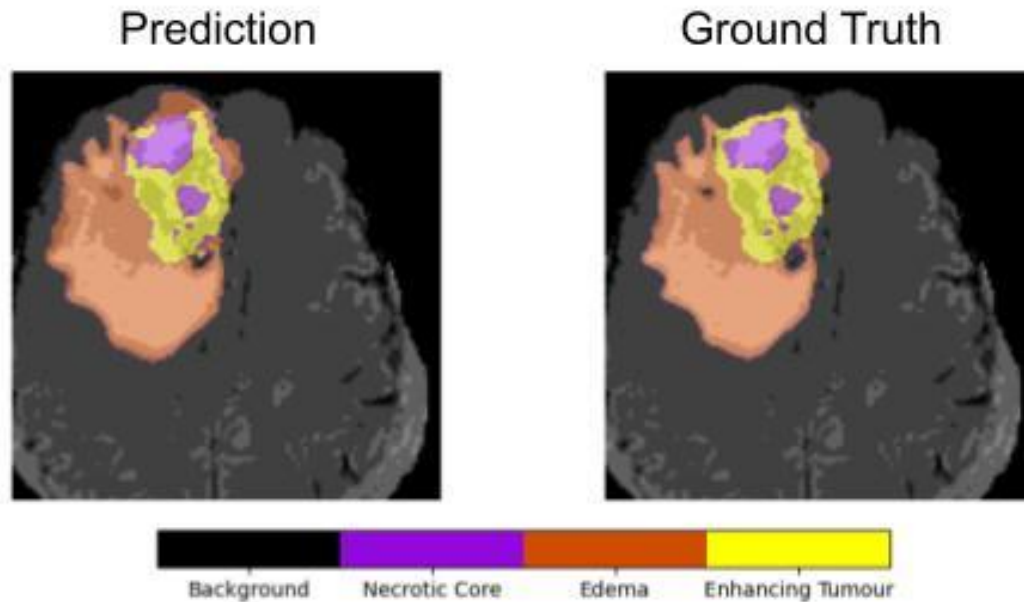 Prediction
Ground Truth
Background
Necrotic Core
Edema
Enhancing Tumour